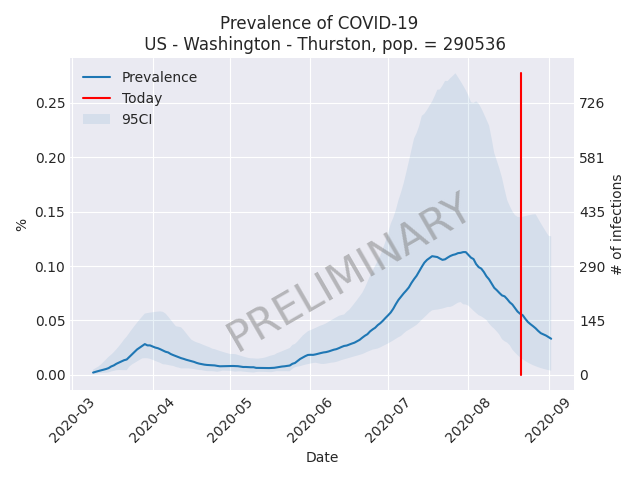 Prevalence of COVID-19
US - Washington - Thurston, pop. = 290536
Prevalence
Today
95CI
PRELIMINARY
%
0.25
0.20
0.15
0.10
0.05
0.00
726
581
435
290
145
0
# of infections
2020-03
2020-04
2020-05
2020-06
2020-07
2020-08
2020-09
Date